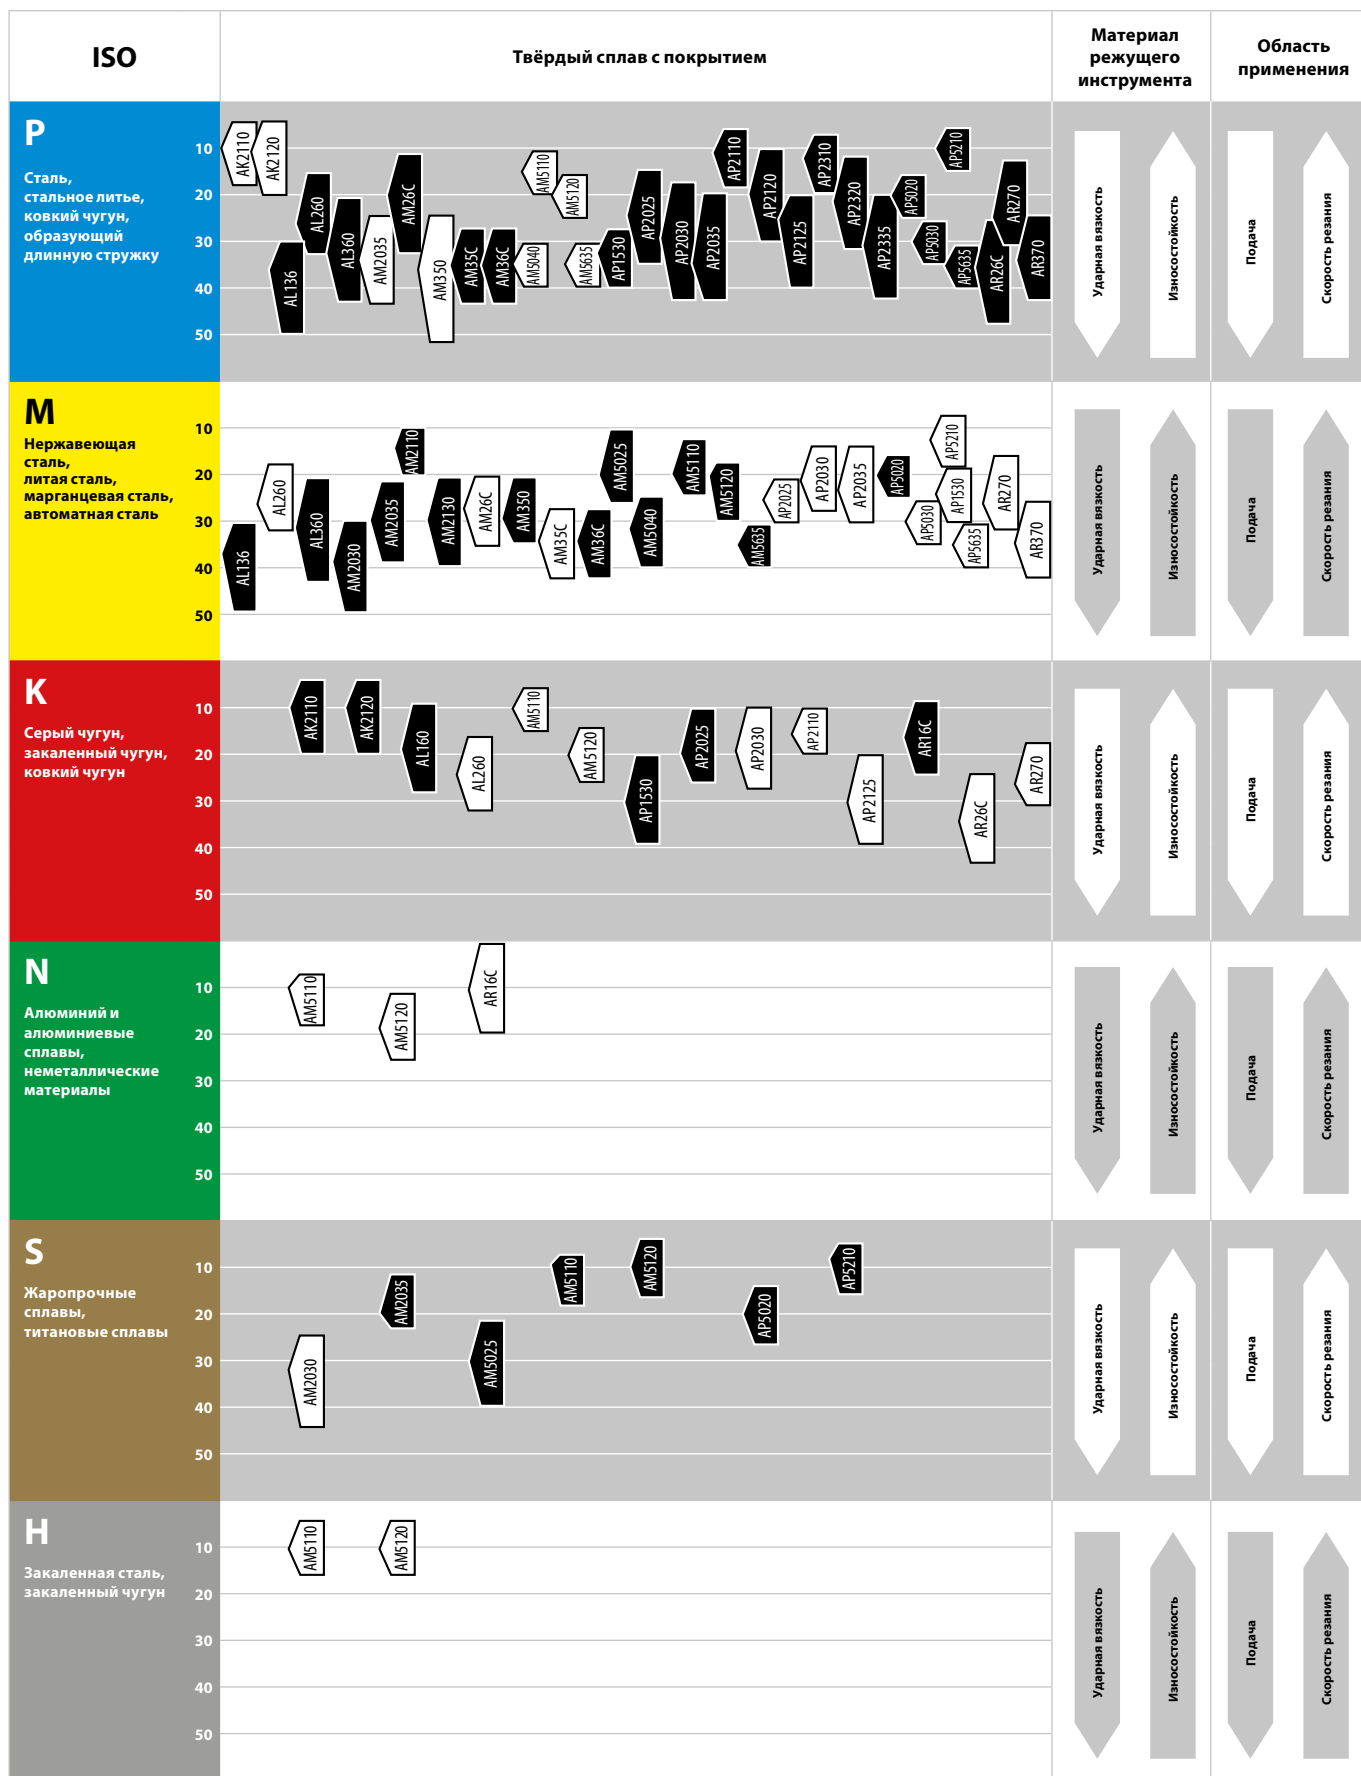 ISO
Твёрдый сплав с покрытием
Материал
режущего
инструмента
Область
применения
P
Сталь,
стальное литье,
ковкий чугун,
образующий
длинную стружку
10
20
30
40
50
AK2110
AK2120
AL136
AL260
AL360
AM2035
AM26C
AM350
AM35C
AM36C
AM5040
AM5110
AM5120
AM5635
AP1530
AP2025
AP2030
AP2035
AP2110
AP2120
AP2125
AP2310
AP2320
AP2335
AP5020
AP5030
AP5210
AP5635
AR26C
AR270
AR370
Ударная вязкость
Износостойкость
Подача
Скорость резания
M
Нержавеющая
сталь,
литая сталь,
марганцевая сталь,
автоматная сталь
10
20
30
40
50
AL136
AL260
AL360
AM2030
AM2035
AM2110
AM2130
AM26C
AM350
AM35C
AM36C
AM5025
AM5040
AM5110
AM5120
AM5635
AP2025
AP2030
AP2035
AP5020
AP5030
AP5210
AP1530
AP5635
AR270
AR370
Ударная вязкость
Износостойкость
Подача
Скорость резания
K
Серый чугун,
закаленный чугун,
ковкий чугун
10
20
30
40
50
AK2110
AK2120
AL160
AL260
AM5110
AM5120
AP1530
AP2025
AP2030
AP2110
AP2125
AR16C
AR26C
AR270
Ударная вязкость
Износостойкость
Подача
Скорость резания
N
Алюминий и
алюминиевые
сплавы,
неметаллические
материалы
10
20
30
40
50
AM5110
AM5120
AR16C
Ударная вязкость
Износостойкость
Подача
Скорость резания
S
Жаропрочные
сплавы,
титановые сплавы
10
20
30
40
50
AM2030
AM2035
AM5025
AM5110
AM5120
AP5020
AP5210
Ударная вязкость
Износостойкость
Подача
Скорость резания
H
Закаленная сталь,
закаленный чугун
10
20
30
40
50
AM5110
AM5120
Ударная вязкость
Износостойкость
Подача
Скорость резания